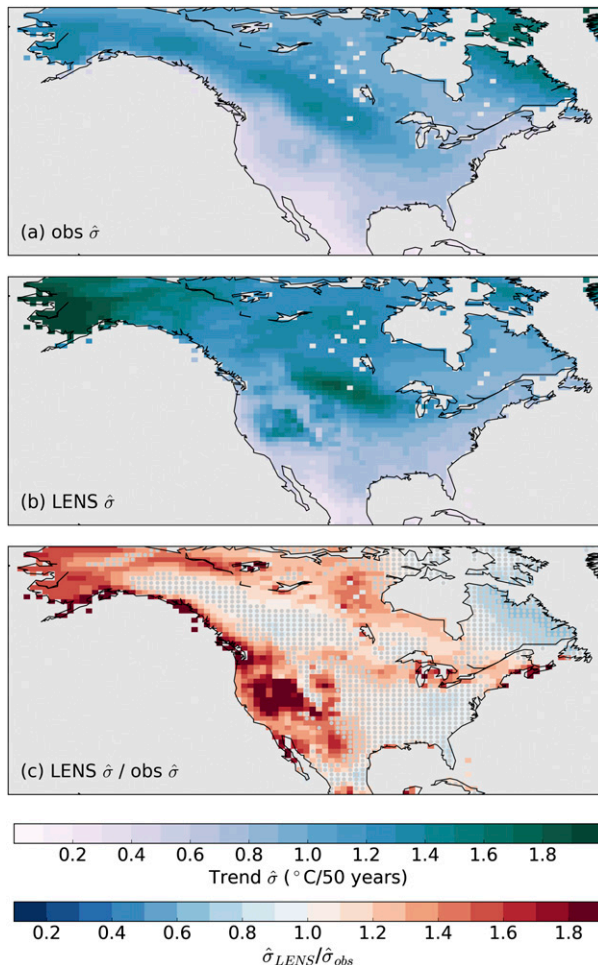 (a) obs σ̂
(b) LENS σ̂
(c) LENS σ̂ / obs σ̂
0.2 0.4 0.6 0.8 1.0 1.2 1.4 1.6 1.8
Trend σ̂ (°C/50 years)
0.2 0.4 0.6 0.8 1.0 1.2 1.4 1.6 1.8
σ̂LENS/σ̂obs